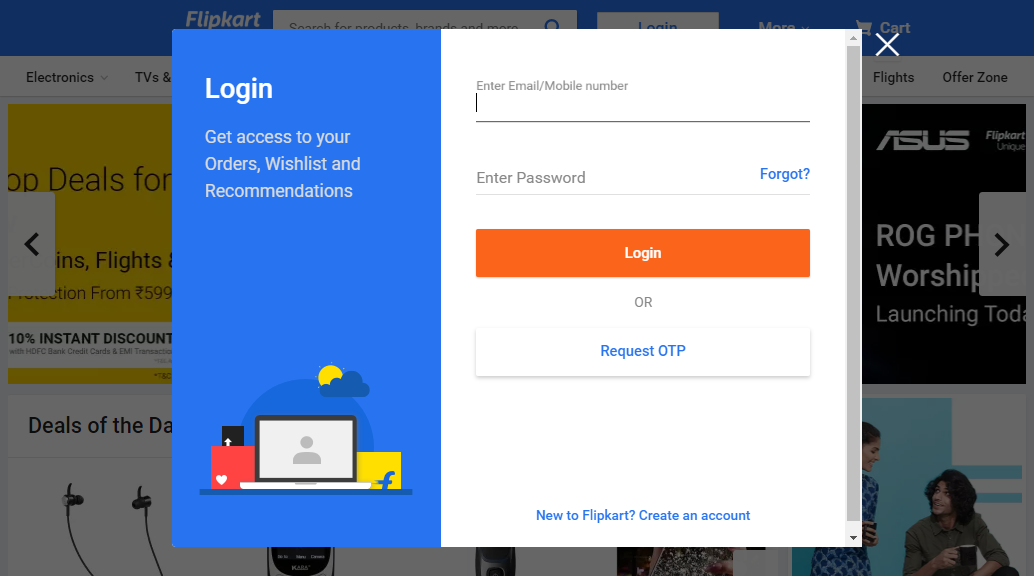 Flipkart
Search for products, brands and more
Login
More
Cart
Electronics
TVs &
Flights
Offer Zone
Login
Get access to your
Orders, Wishlist and
Recommendations
Enter Email/Mobile number
Enter Password
Forgot?
Login
OR
Request OTP
New to Flipkart? Create an account
op Deals for
ins, Flights &
Protection From ₹599
10% INSTANT DISCOUNT
with HDFC Bank Credit Cards & EMI Transactio
*T&C
ASUS
Flipkart
Unique
ROG PH
Worshippe
Launching Toda
Deals of the Da